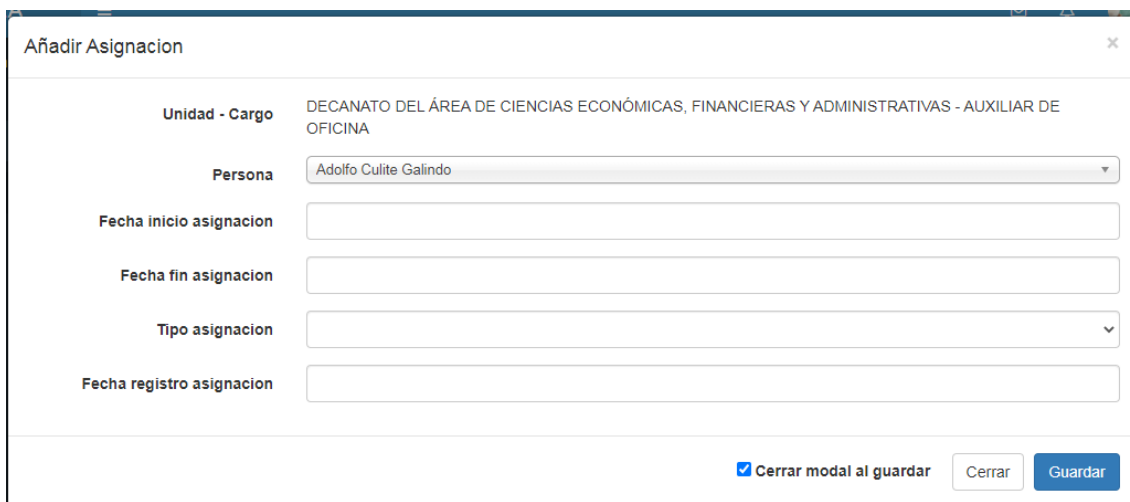 Añadir Asignacion
×
Unidad - Cargo
DECANATO DEL ÁREA DE CIENCIAS ECONÓMICAS, FINANCIERAS Y ADMINISTRATIVAS - AUXILIAR DE
OFICINA
Persona
Adolfo Culite Galindo
Fecha inicio asignacion
Fecha fin asignacion
Tipo asignacion
Fecha registro asignacion
Cerrar modal al guardar
Cerrar
Guardar